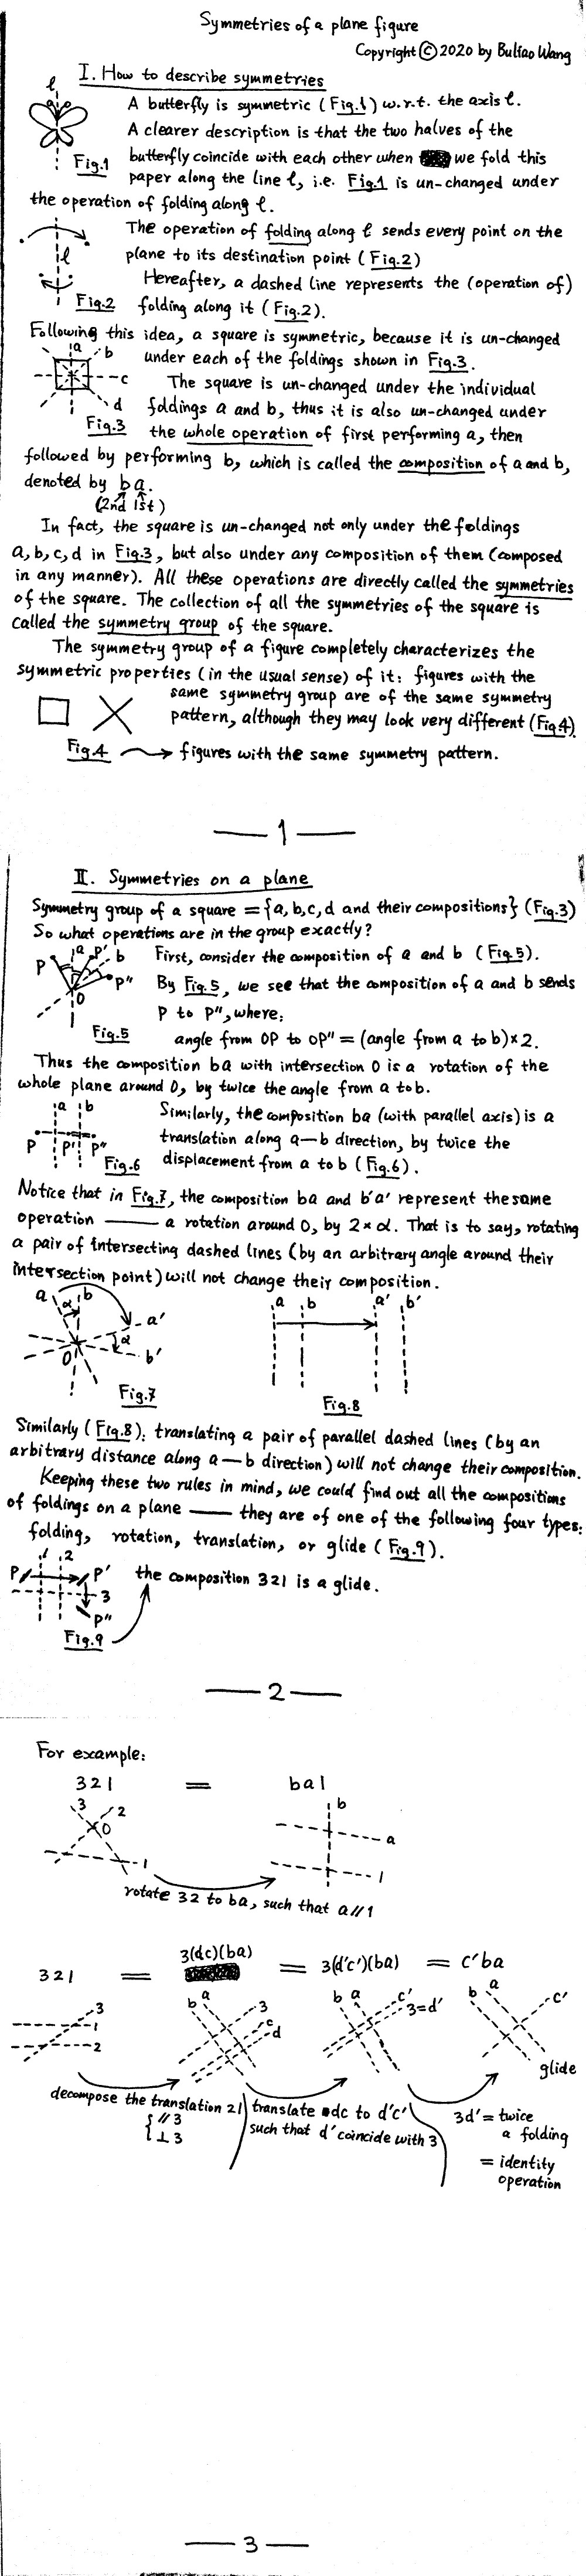 Symmetries of a plane figure
Copyright © 2020 by Buliao Wang
I. How to describe symmetries
l
A butterfly is symmetric (Fig.1) w.r.t. the axis l.
A clearer description is that the two halves of the
Fig.1 butterfly coincide with each other when we fold this
paper along the line l, i.e. Fig.1 is un-changed under
the operation of folding along l.
The operation of folding along l sends every point on the
l plane to its destination point (Fig.2)
Hereafter, a dashed line represents the (operation of)
Fig.2 folding along it (Fig.2).
Following this idea, a square is symmetric, because it is un-changed
a b under each of the foldings shown in Fig.3.
c The square is un-changed under the individual
d foldings a and b, thus it is also un-changed under
Fig.3 the whole operation of first performing a, then
followed by performing b, which is called the composition of a and b,
denoted by ba.
(2nd 1st)
In fact, the square is un-changed not only under the foldings
a, b, c, d in Fig.3, but also under any composition of them (composed
in any manner). All these operations are directly called the symmetries
of the square. The collection of all the symmetries of the square is
called the symmetry group of the square.
The symmetry group of a figure completely characterizes the
symmetric properties (in the usual sense) of it: figures with the
same symmetry group are of the same symmetry
pattern, although they may look very different (Fig.4).
Fig.4 figures with the same symmetry pattern.
— 1 —
II. Symmetries on a plane
Symmetry group of a square = {a, b, c, d and their compositions} (Fig.3)
So what operations are in the group exactly?
P a P' b First, consider the composition of a and b (Fig.5).
P" By Fig.5, we see that the composition of a and b sends
O P to P", where:
Fig.5 angle from OP to OP" = (angle from a to b)×2.
Thus the composition ba with intersection O is a rotation of the
whole plane around O, by twice the angle from a to b.
a b Similarly, the composition ba (with parallel axis) is a
P P' P" translation along a—b direction, by twice the
Fig.6 displacement from a to b (Fig.6).
Notice that in Fig.7, the composition ba and b'a' represent the same
operation —— a rotation around O, by 2×α. That is to say, rotating
a pair of intersecting dashed lines (by an arbitrary angle around their
intersection point) will not change their composition.
a α b a' α b' O
Fig.7
a b a' b'
Fig.8
Similarly (Fig.8): translating a pair of parallel dashed lines (by an
arbitrary distance along a—b direction) will not change their composition.
Keeping these two rules in mind, we could find out all the compositions
of foldings on a plane —— they are of one of the following four types:
folding, rotation, translation, or glide (Fig.9).
1 2
P P' the composition 321 is a glide.
3
P"
Fig.9
— 2 —
For example:
321 = ba1
3 2 O 1
b a 1
rotate 32 to ba, such that a // 1
321 = 3(dc)(ba) = 3(d'c')(ba) = c'ba
3 1 2
b a 3 c d
b a c' 3=d'
b a c'
glide
decompose the translation 21
{ // 3
⊥ 3
translate dc to d'c'
such that d' coincide with 3
3d' = twice
a folding
= identity
operation
— 3 —